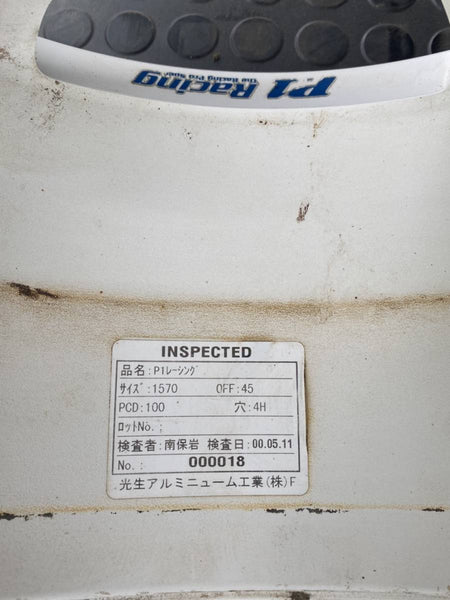 P1 Racing
The Racing Pro Spec
INSPECTED
品名:P1ﾚｰｼﾝｸﾞ
ｻｲｽﾞ:1570 OFF:45
PCD:100 穴:4H
ﾛｯﾄNo.:
検査者:南保岩 検査日:00.05.11
No.: 000018
光生アルミニューム工業(株)F